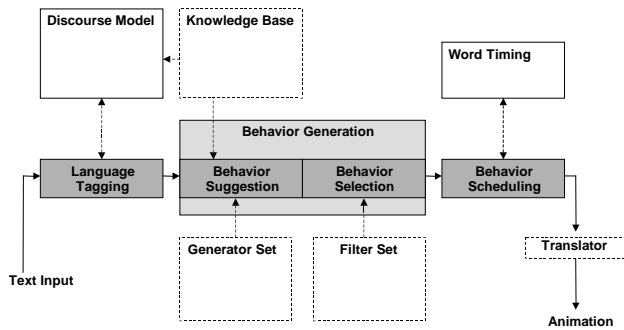 Discourse Model
Knowledge Base
Word Timing
Behavior Generation
Language
Tagging
Behavior
Suggestion
Behavior
Selection
Behavior
Scheduling
Generator Set
Filter Set
Translator
Text Input
Animation